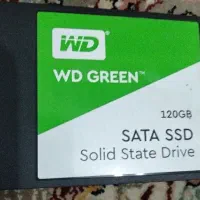 WD
WD GREEN™
120GB
SATA SSD
Solid State Drive